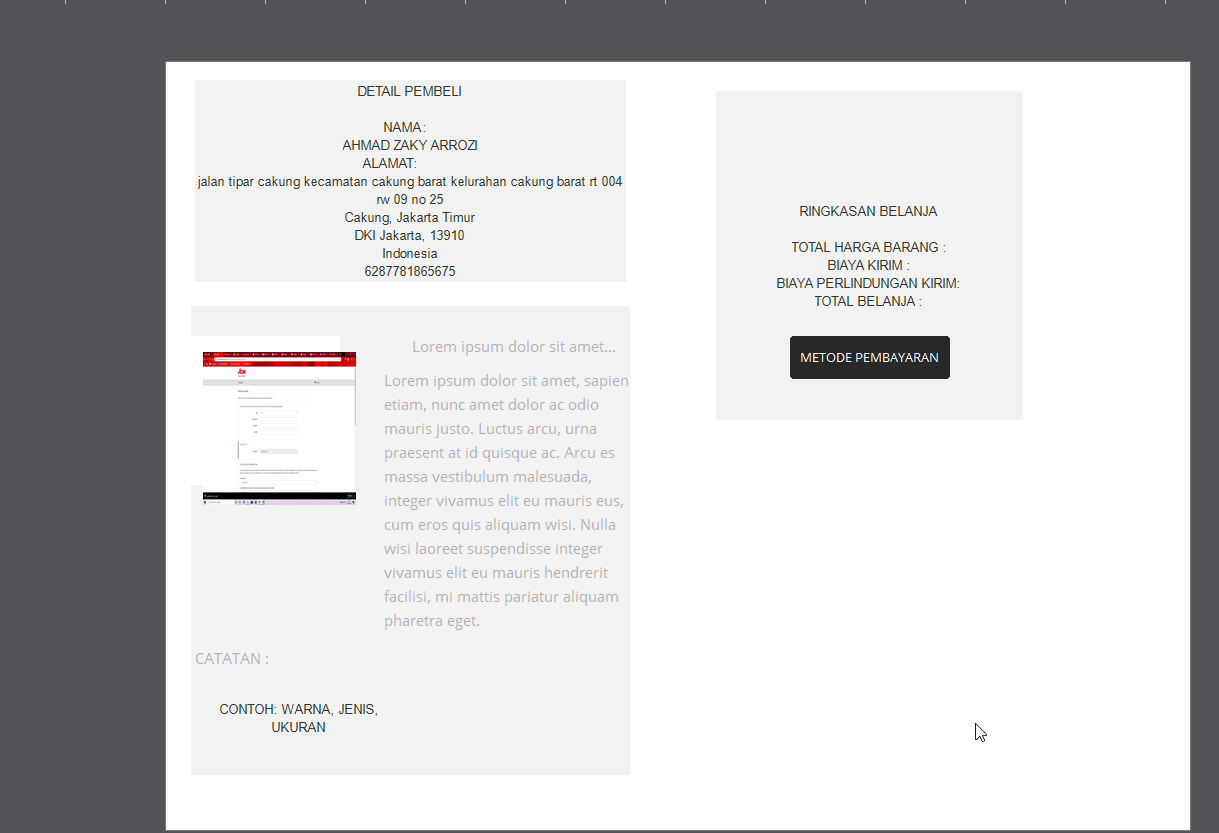 DETAIL PEMBELI
NAMA:
AHMAD ZAKY ARROZI
ALAMAT:
jalan tipar cakung kecamatan cakung barat kelurahan cakung barat rt 004
rw 09 no 25
Cakung, Jakarta Timur
DKI Jakarta, 13910
Indonesia
6287781865675
Lorem ipsum dolor sit amet...
Lorem ipsum dolor sit amet, sapien
etiam, nunc amet dolor ac odio
mauris justo. Luctus arcu, urna
praesent at id quisque ac. Arcu es
massa vestibulum malesuada,
integer vivamus elit eu mauris eus,
cum eros quis aliquam wisi. Nulla
wisi laoreet suspendisse integer
vivamus elit eu mauris hendrerit
facilisi, mi mattis pariatur aliquam
pharetra eget.
CATATAN :
CONTOH: WARNA, JENIS,
UKURAN
RINGKASAN BELANJA
TOTAL HARGA BARANG :
BIAYA KIRIM :
BIAYA PERLINDUNGAN KIRIM:
TOTAL BELANJA :
METODE PEMBAYARAN